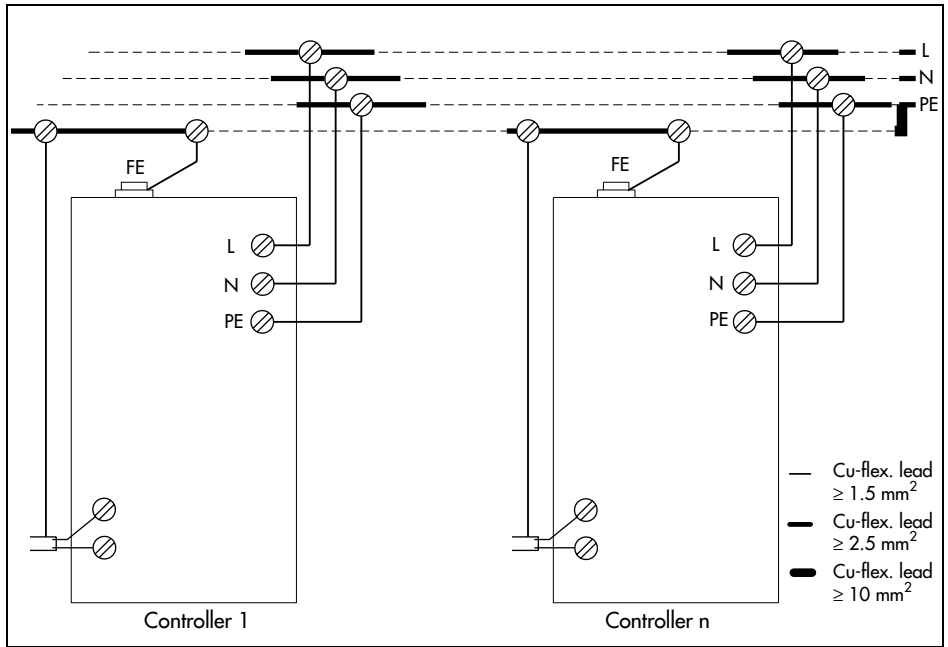 L
N
PE
FE
FE
L
L
N
N
PE
PE
Cu-flex. lead
≥ 1.5 mm²
Cu-flex. lead
≥ 2.5 mm²
Cu-flex. lead
≥ 10 mm²
Controller 1
Controller n